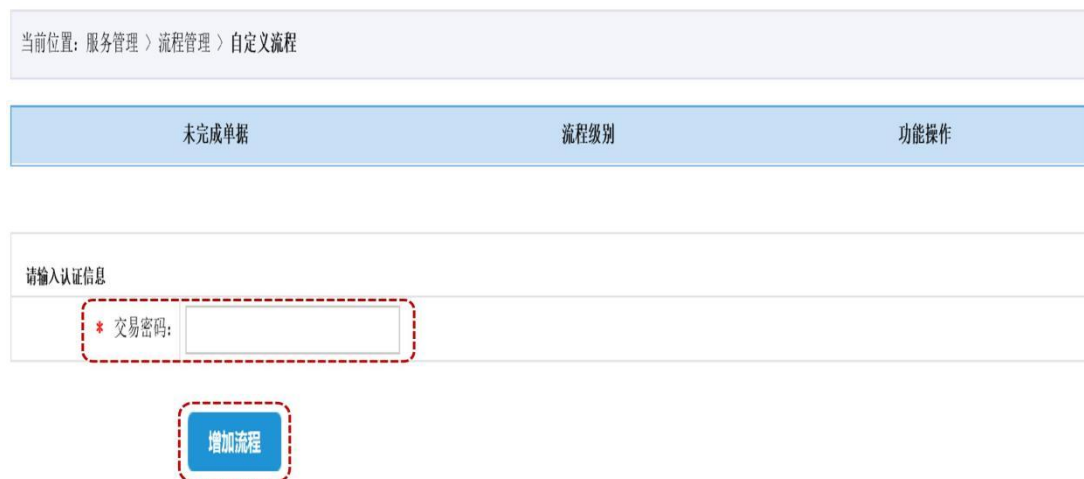 当前位置：服务管理 > 流程管理 > 自定义流程
未完成单据 流程级别 功能操作
请输入认证信息
* 交易密码：
增加流程